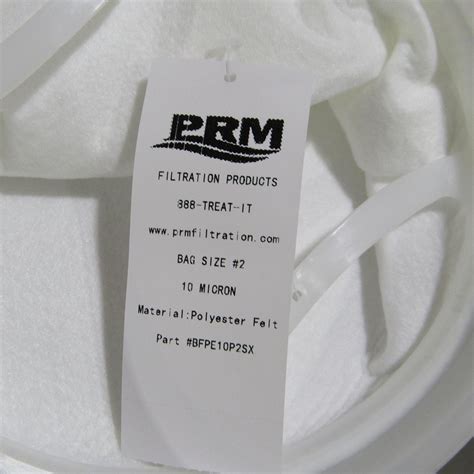 PRM
FILTRATION PRODUCTS
888-TREAT-IT
www.prmfiltration.com
BAG SIZE #2
10 MICRON
Material:Polyester Felt
Part #BFPE10P2SX